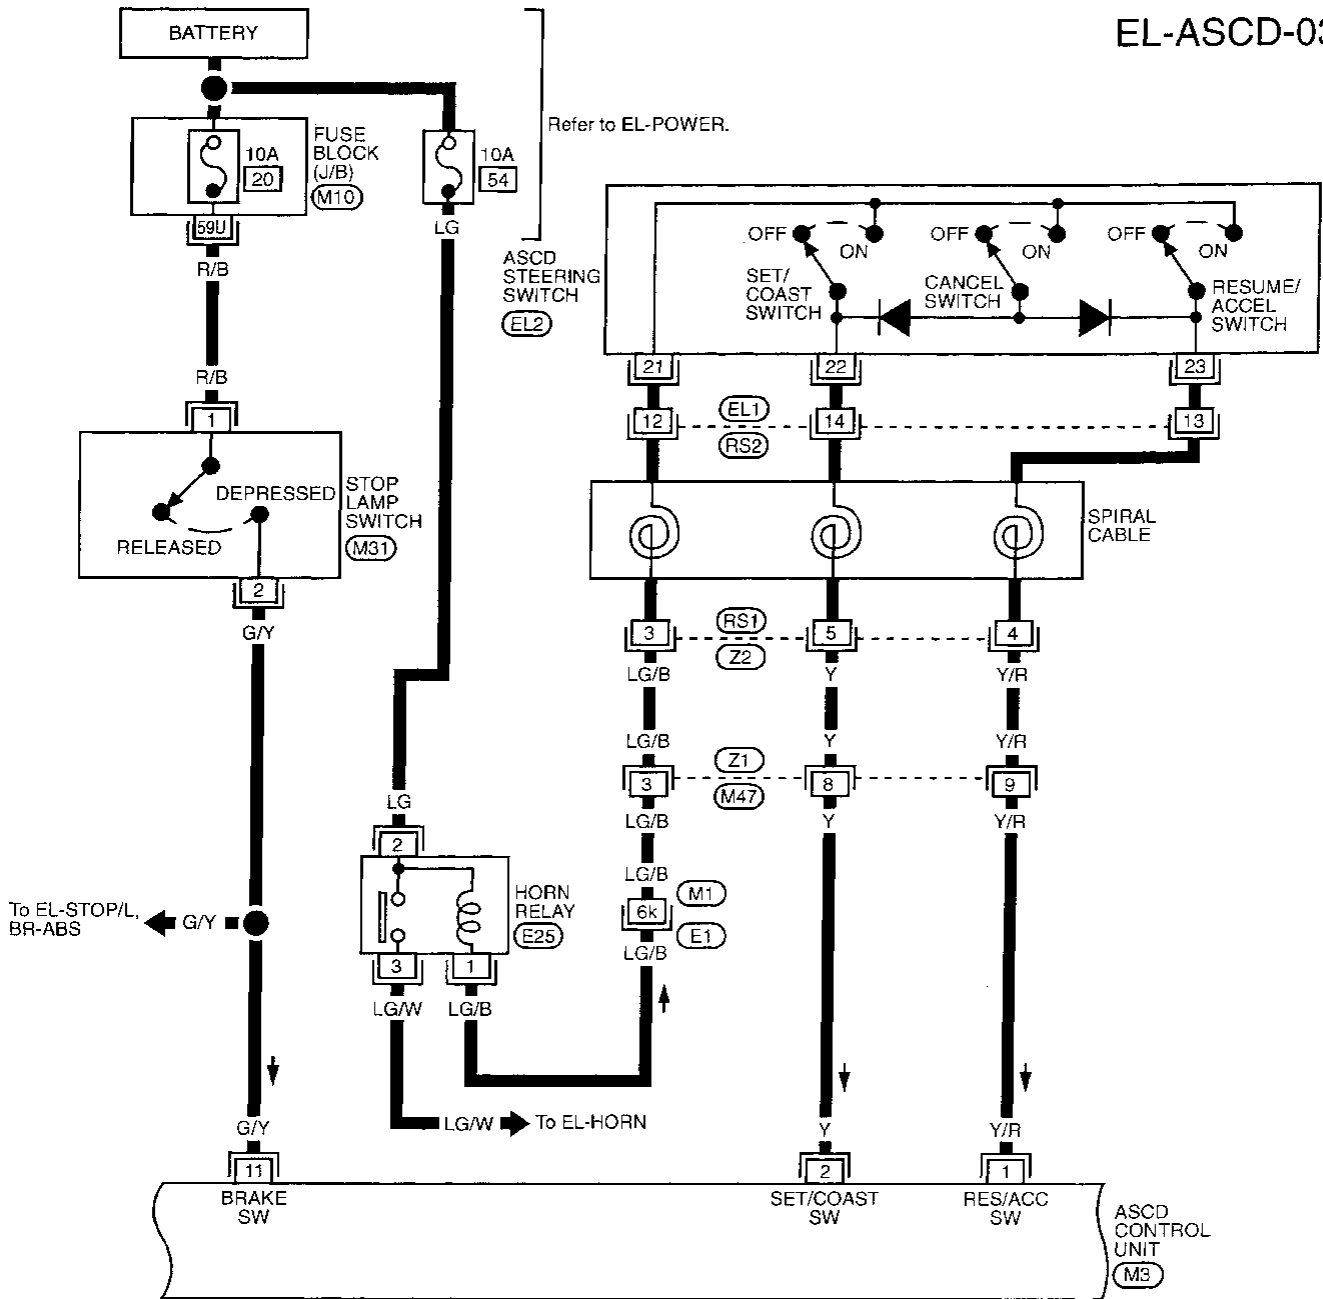 EL-ASCD-03
BATTERY
Refer to EL-POWER.
FUSE
BLOCK
(J/B)
M10
10A
20
10A
54
59U
LG
R/B
R/B
ASCD
STEERING
SWITCH
EL2
OFF
ON
OFF
ON
OFF
ON
SET/
COAST
SWITCH
CANCEL
SWITCH
RESUME/
ACCEL
SWITCH
21
22
23
12
EL1
14
13
RS2
1
DEPRESSED
RELEASED
STOP
LAMP
SWITCH
M31
SPIRAL
CABLE
2
G/Y
3
RS1
5
4
Z2
LG/B
Y
Y/R
LG/B
Y
Y/R
3
Z1
8
9
M47
LG/B
Y
Y/R
LG
2
HORN
RELAY
E25
LG/B
6k
M1
E1
LG/B
To EL-STOP/L,
BR-ABS
G/Y
3
1
LG/W
LG/B
LG/W
To EL-HORN
G/Y
Y
Y/R
11
2
1
BRAKE
SW
SET/COAST
SW
RES/ACC
SW
ASCD
CONTROL
UNIT
M3